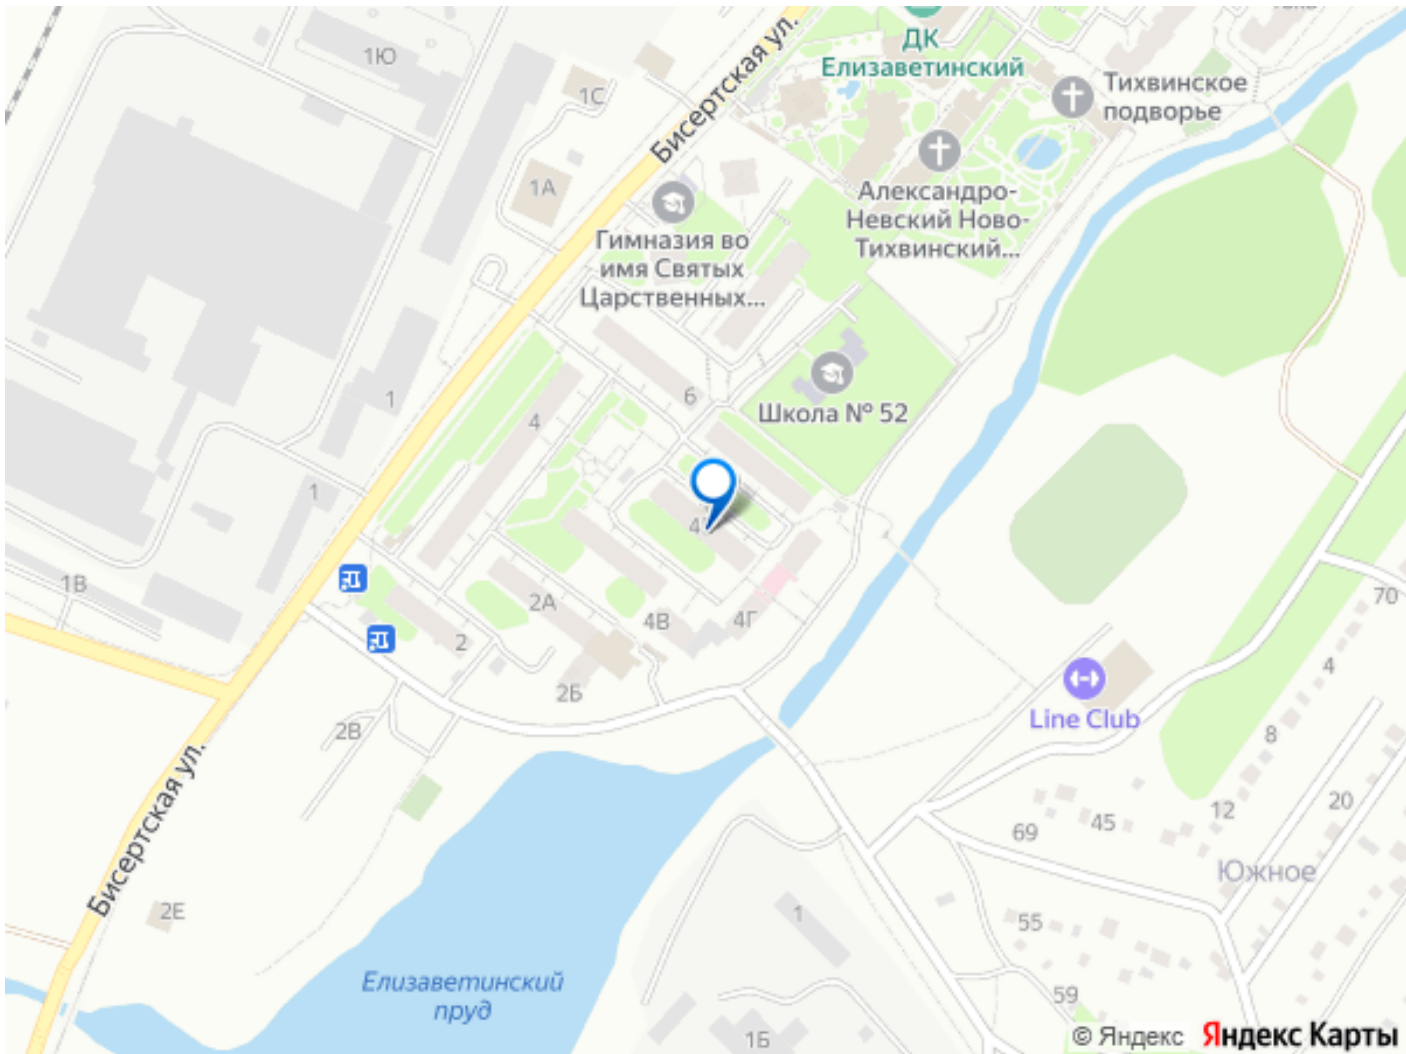 1Ю
Бисертская ул.
ДК
Елизаветинский
Тихвинское
подворье
1С
1А
Александро-
Невский Ново-
Тихвинский...
Гимназия во
имя Святых
Царственных...
Школа № 52
6
1
4
1
1В
2А
4В
4Г
2
2Б
2В
70
4
Line Club
8
12
20
45
69
Южное
Бисертская ул.
2Е
1
55
Елизаветинский
пруд
59
1Б
© Яндекс Яндекс Карты